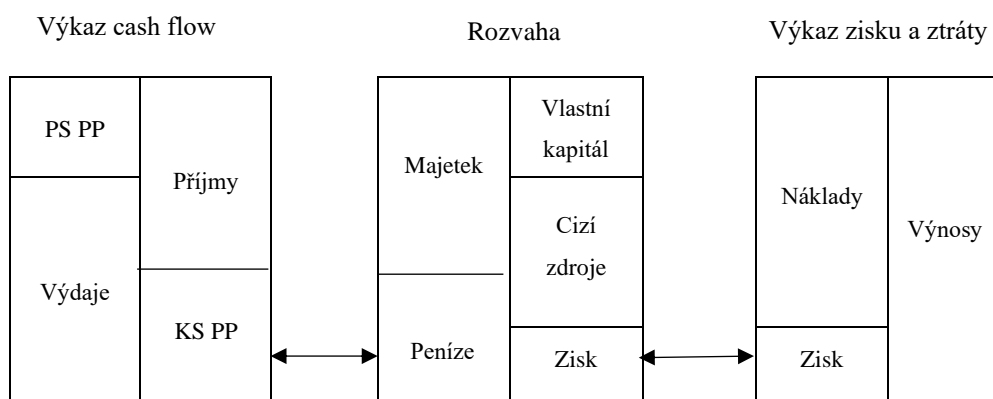 Výkaz cash flow
Rozvaha
Výkaz zisku a ztráty
PS PP
Výdaje
Příjmy
KS PP
Majetek
Peníze
Vlastní
kapitál
Cizí
zdroje
Zisk
Náklady
Zisk
Výnosy